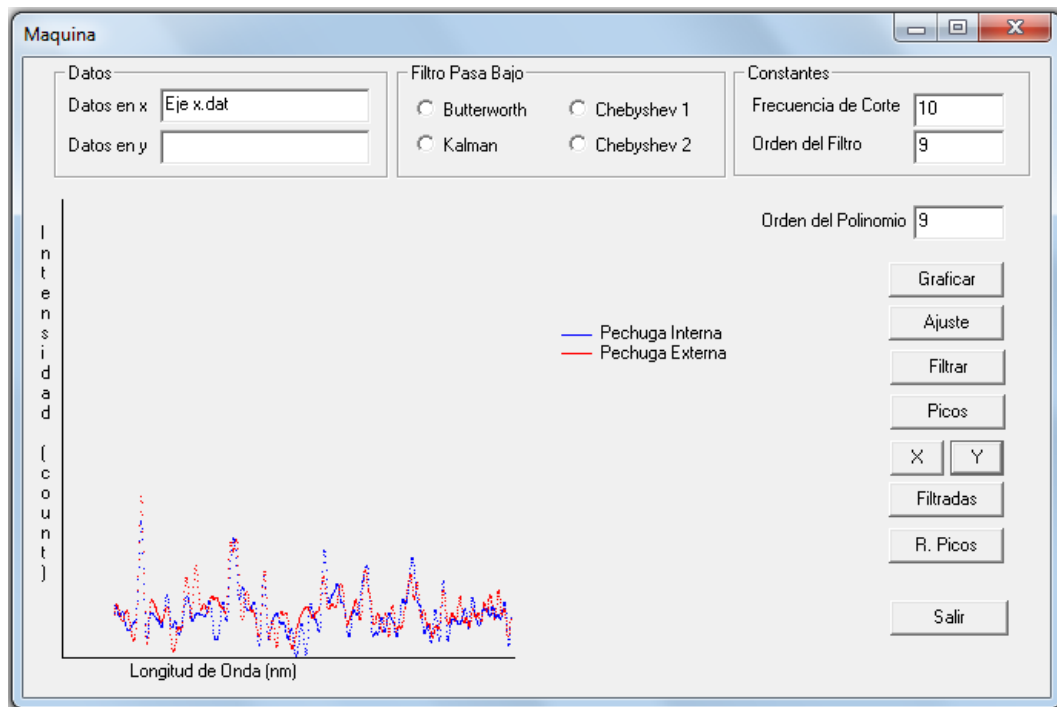 Maquina
Datos
Datos en x Eje x.dat
Datos en y
Filtro Pasa Bajo
Butterworth Chebyshev 1
Kalman Chebyshev 2
Constantes
Frecuencia de Corte 10
Orden del Filtro 9
Orden del Polinomio 9
Intensidad (count)
Pechuga Interna
Pechuga Externa
Longitud de Onda (nm)
Graficar
Ajuste
Filtrar
Picos
X Y
Filtradas
R. Picos
Salir